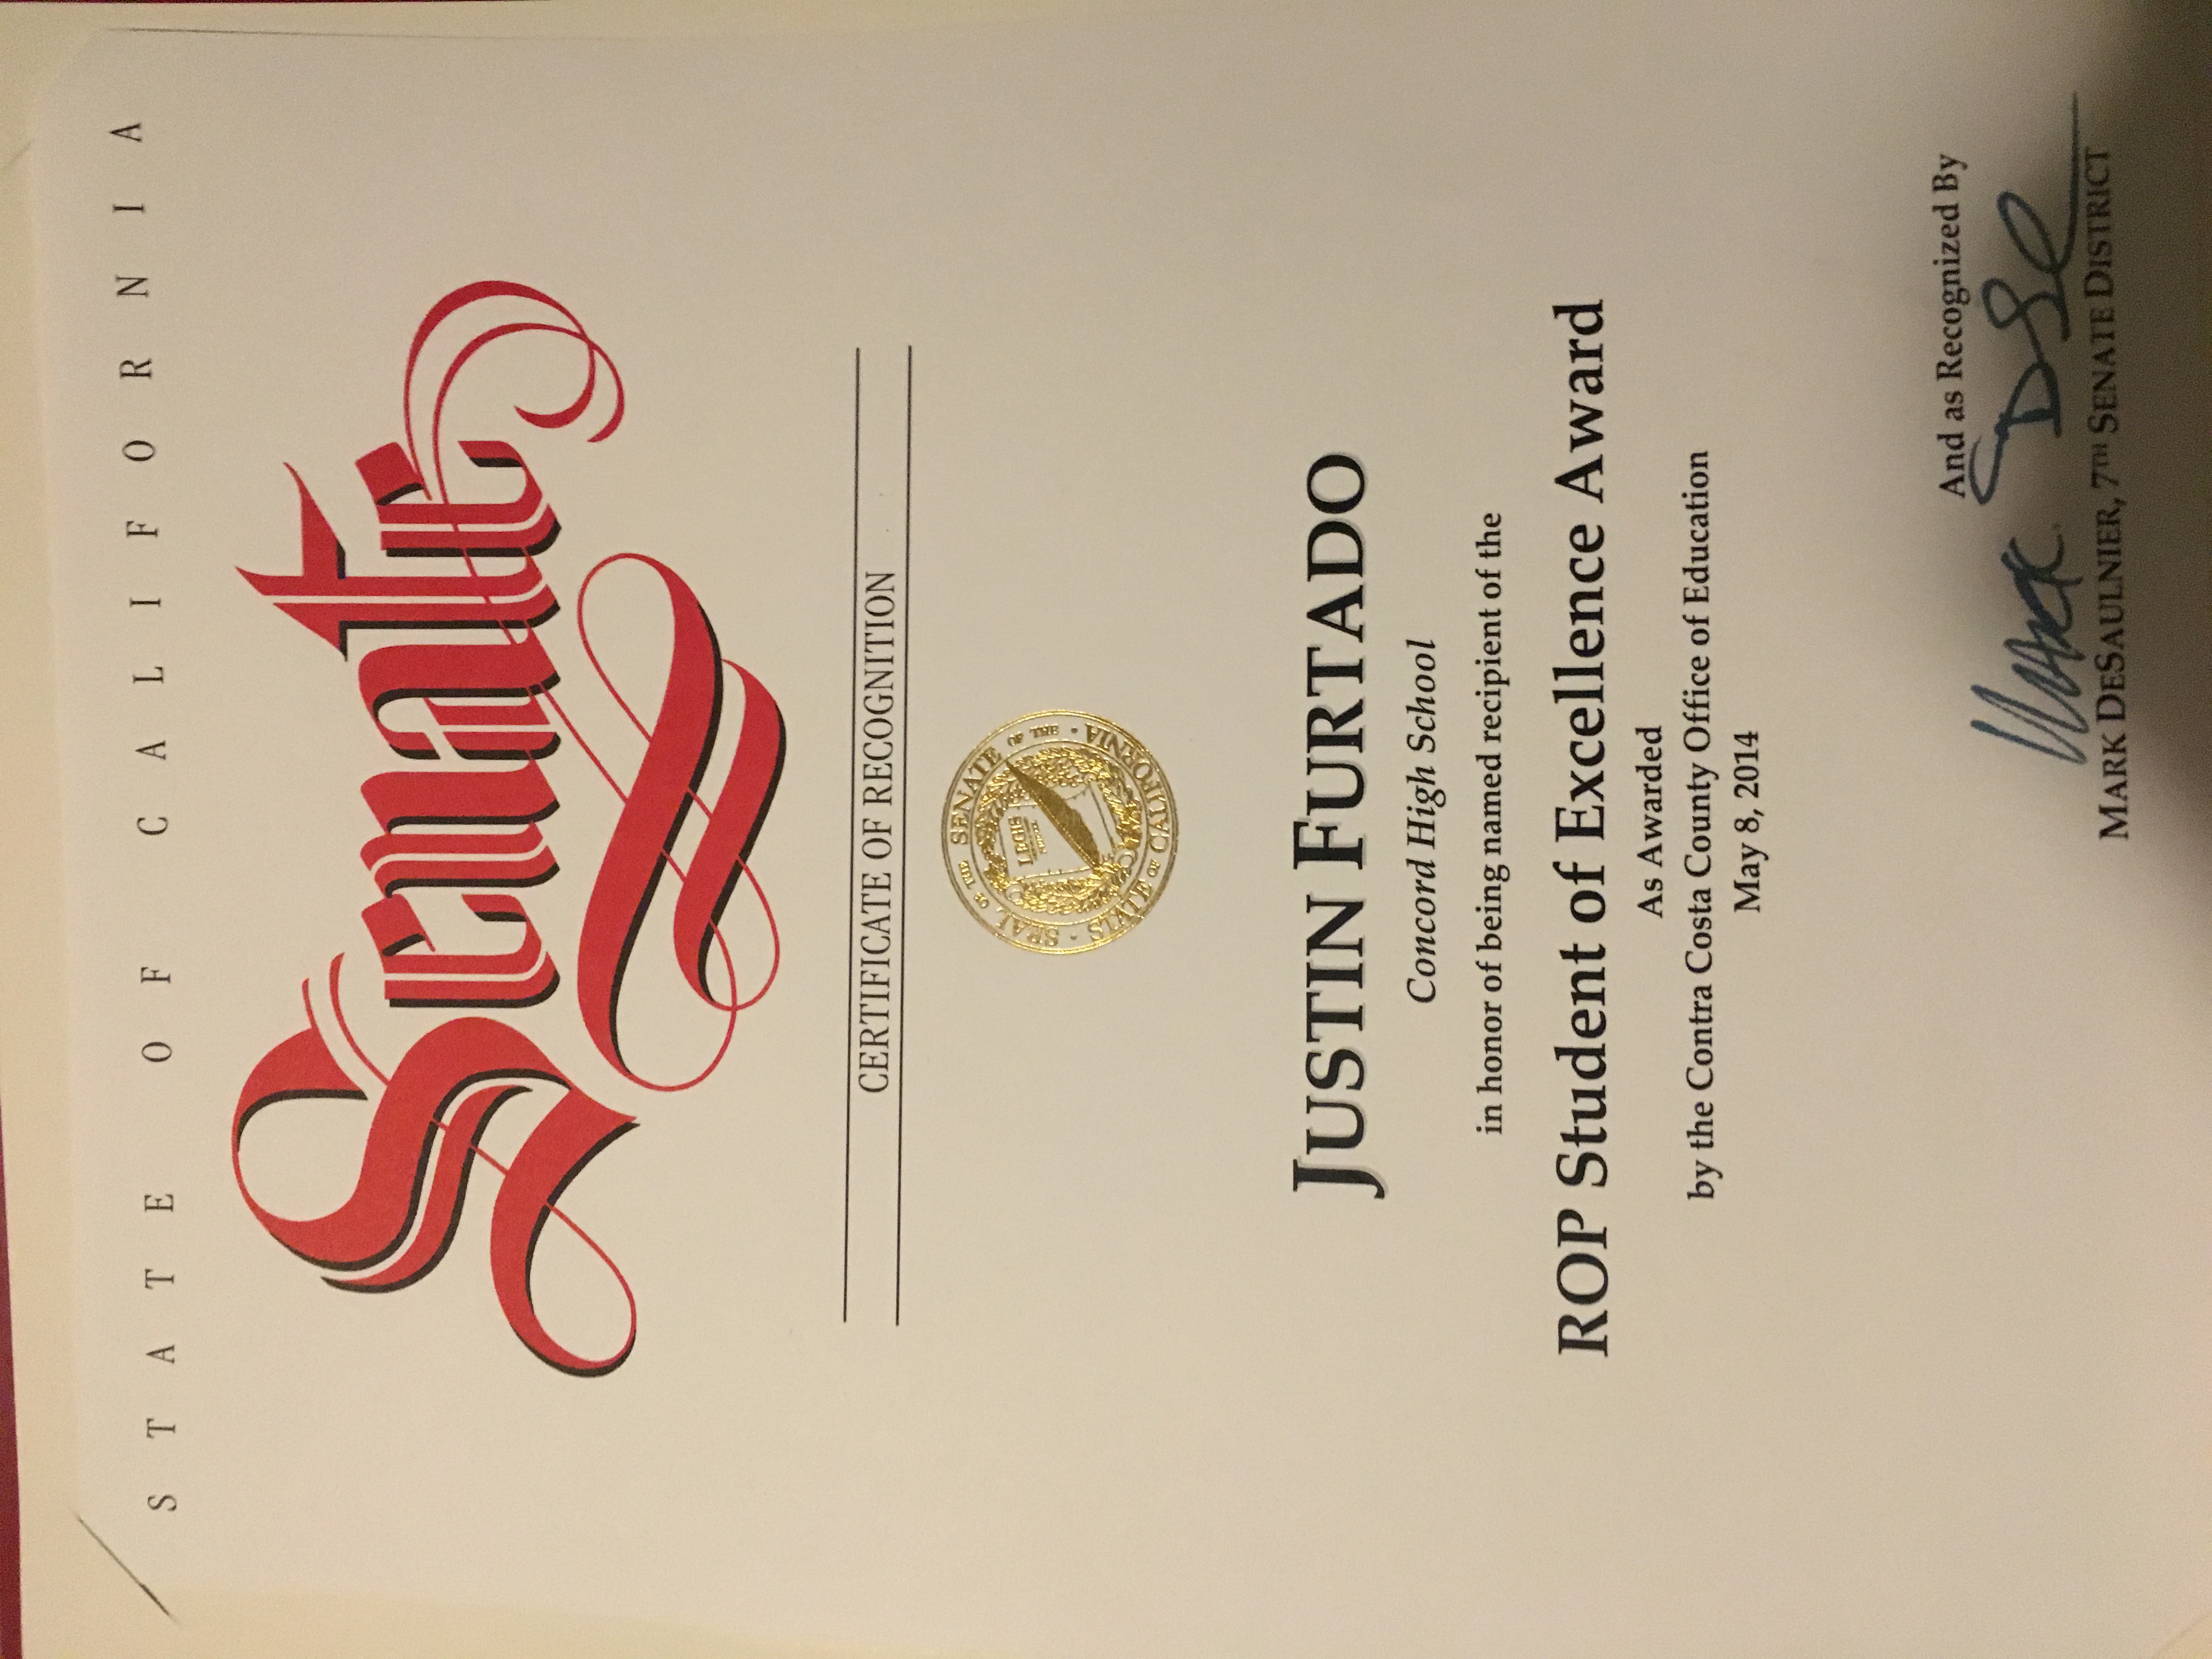 STATE OF CALIFORNIA
Senate
CERTIFICATE OF RECOGNITION
SEAL OF THE SENATE OF THE
LEGIS
STATE OF CALIFORNIA
JUSTIN FURTADO
Concord High School
in honor of being named recipient of the
ROP Student of Excellence Award
As Awarded
by the Contra Costa County Office of Education
May 8, 2014
And as Recognized By
MARK DESAULNIER, 7TH SENATE DISTRICT